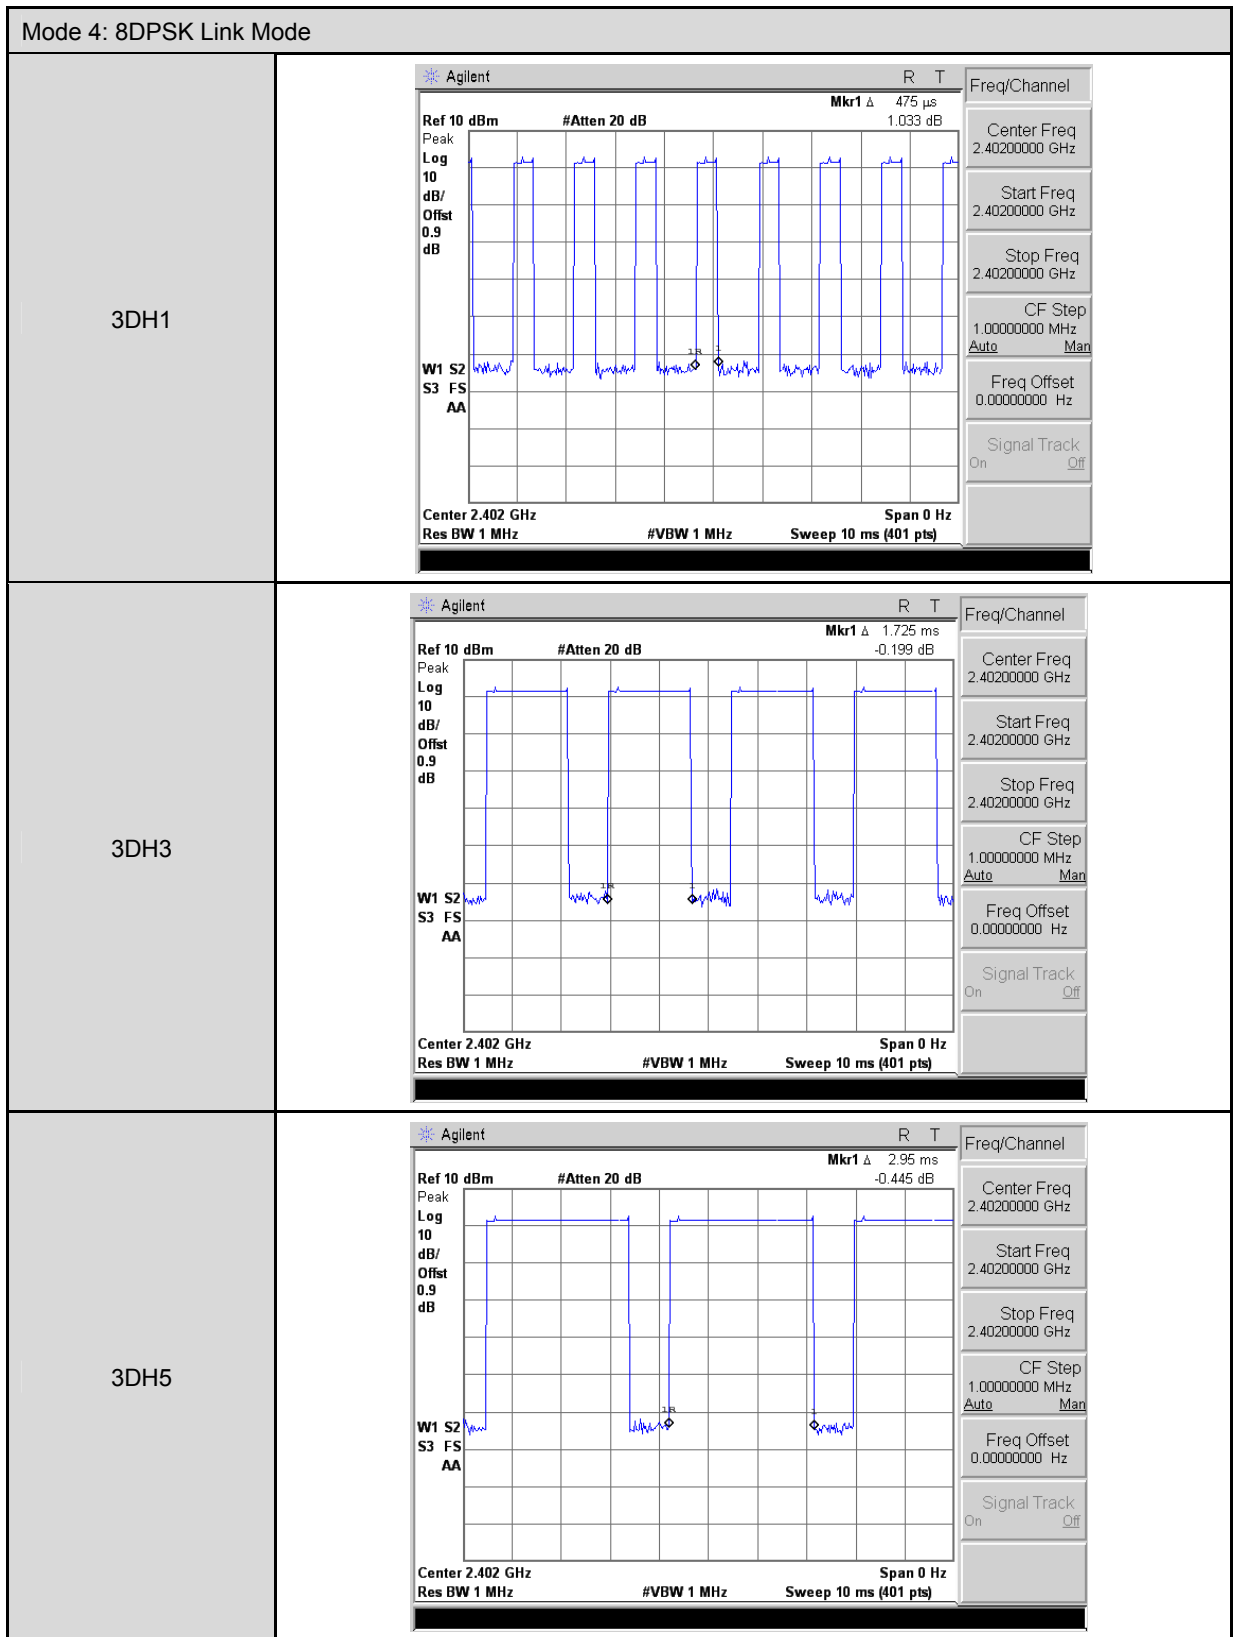 Mode 4: 8DPSK Link Mode
3DH1
Agilent R T
Mkr1 Δ 475 μs
Ref 10 dBm #Atten 20 dB 1.033 dB
Peak
Log
10
dB/
Offst
0.9
dB
1R 1
W1 S2
S3 FS
AA
Center 2.402 GHz Span 0 Hz
Res BW 1 MHz #VBW 1 MHz Sweep 10 ms (401 pts)
Freq/Channel
Center Freq
2.40200000 GHz
Start Freq
2.40200000 GHz
Stop Freq
2.40200000 GHz
CF Step
1.00000000 MHz
Auto Man
Freq Offset
0.00000000 Hz
Signal Track
On Off
3DH3
Agilent R T
Mkr1 Δ 1.725 ms
Ref 10 dBm #Atten 20 dB -0.199 dB
Peak
Log
10
dB/
Offst
0.9
dB
1R 1
W1 S2
S3 FS
AA
Center 2.402 GHz Span 0 Hz
Res BW 1 MHz #VBW 1 MHz Sweep 10 ms (401 pts)
Freq/Channel
Center Freq
2.40200000 GHz
Start Freq
2.40200000 GHz
Stop Freq
2.40200000 GHz
CF Step
1.00000000 MHz
Auto Man
Freq Offset
0.00000000 Hz
Signal Track
On Off
3DH5
Agilent R T
Mkr1 Δ 2.95 ms
Ref 10 dBm #Atten 20 dB -0.445 dB
Peak
Log
10
dB/
Offst
0.9
dB
1R 1
W1 S2
S3 FS
AA
Center 2.402 GHz Span 0 Hz
Res BW 1 MHz #VBW 1 MHz Sweep 10 ms (401 pts)
Freq/Channel
Center Freq
2.40200000 GHz
Start Freq
2.40200000 GHz
Stop Freq
2.40200000 GHz
CF Step
1.00000000 MHz
Auto Man
Freq Offset
0.00000000 Hz
Signal Track
On Off